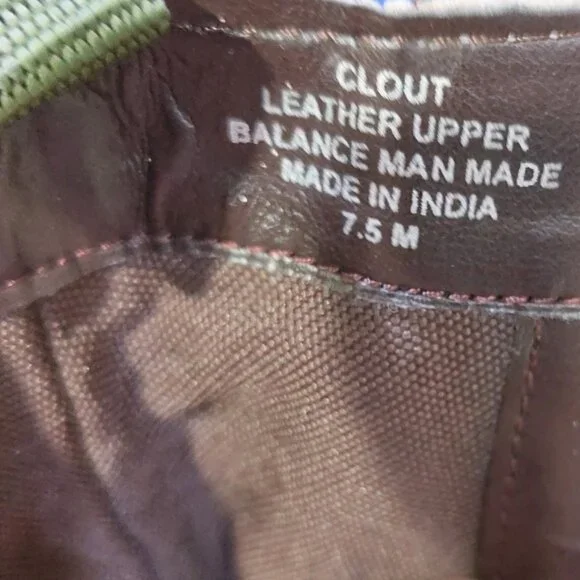 CLOUT
LEATHER UPPER
BALANCE MAN MADE
MADE IN INDIA
7.5 M